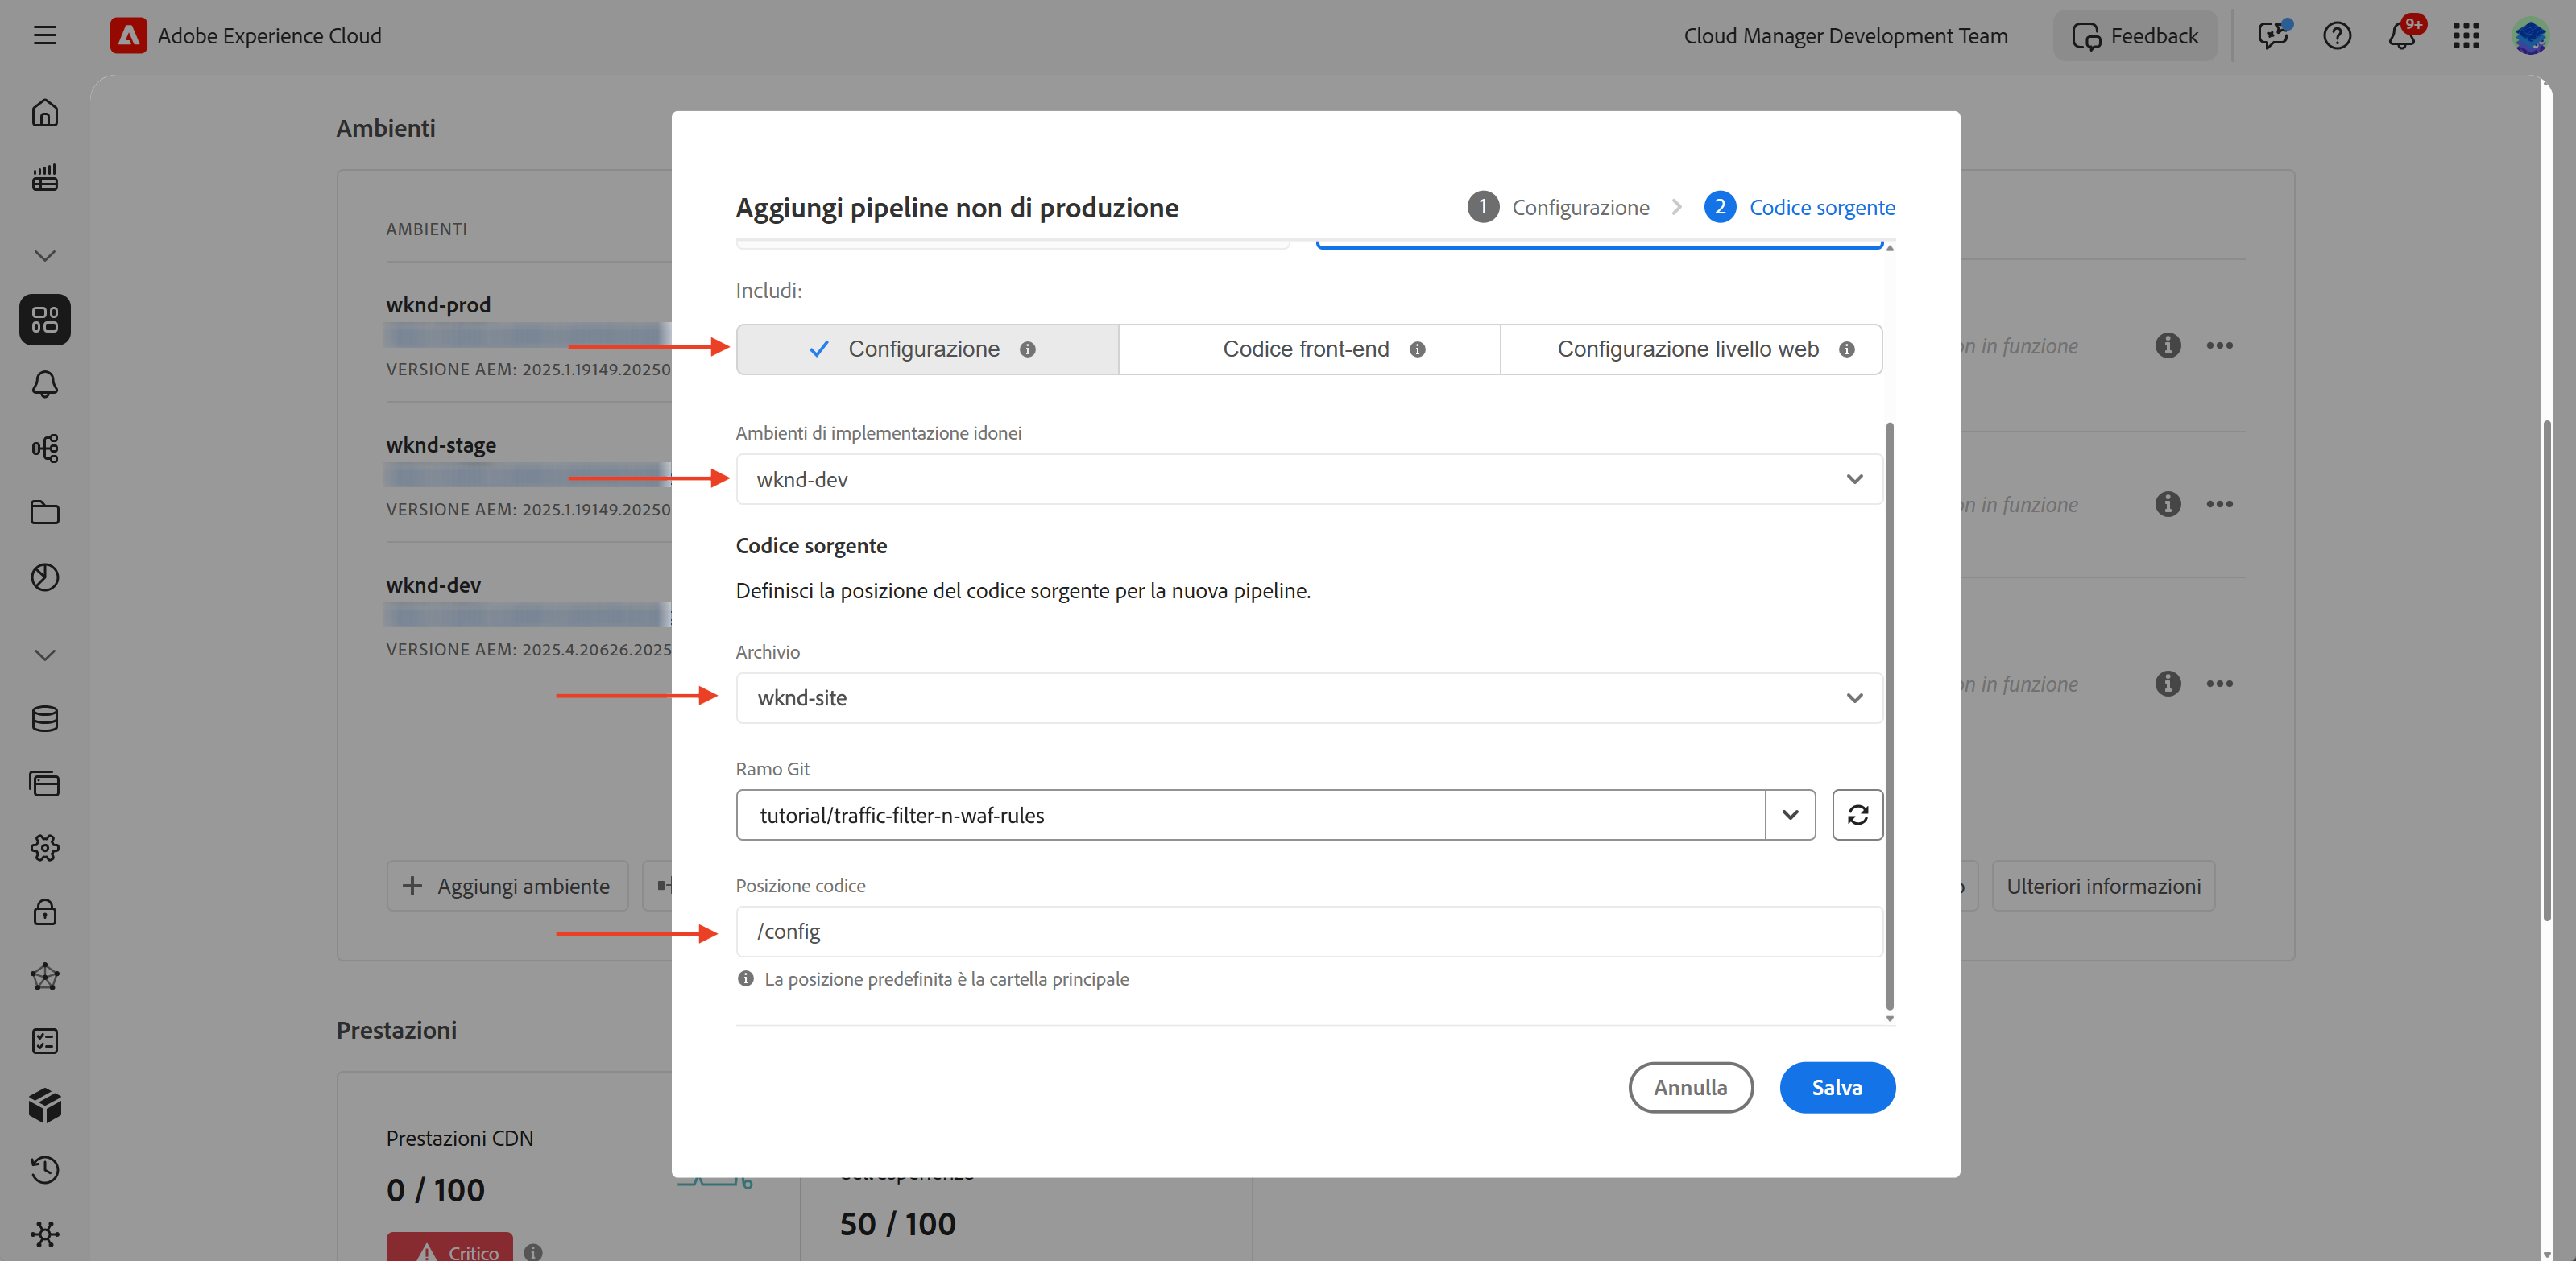 Adobe Experience Cloud
Cloud Manager Development Team
Feedback
9+
Ambienti
AMBIENTI
wknd-prod
VERSIONE AEM: 2025.1.19149.20250
wknd-stage
VERSIONE AEM: 2025.1.19149.20250
wknd-dev
VERSIONE AEM: 2025.4.20626.2025
Aggiungi ambiente
Aggiungi pipeline non di produzione
1 Configurazione
2 Codice sorgente
Includi:
Configurazione
Codice front-end
Configurazione livello web
Ambienti di implementazione idonei
wknd-dev
Codice sorgente
Definisci la posizione del codice sorgente per la nuova pipeline.
Archivio
wknd-site
Ramo Git
tutorial/traffic-filter-n-waf-rules
Posizione codice
/config
La posizione predefinita è la cartella principale
Annulla
Salva
on in funzione
on in funzione
on in funzione
Ulteriori informazioni
Prestazioni
Prestazioni CDN
0 / 100
Critico
50 / 100